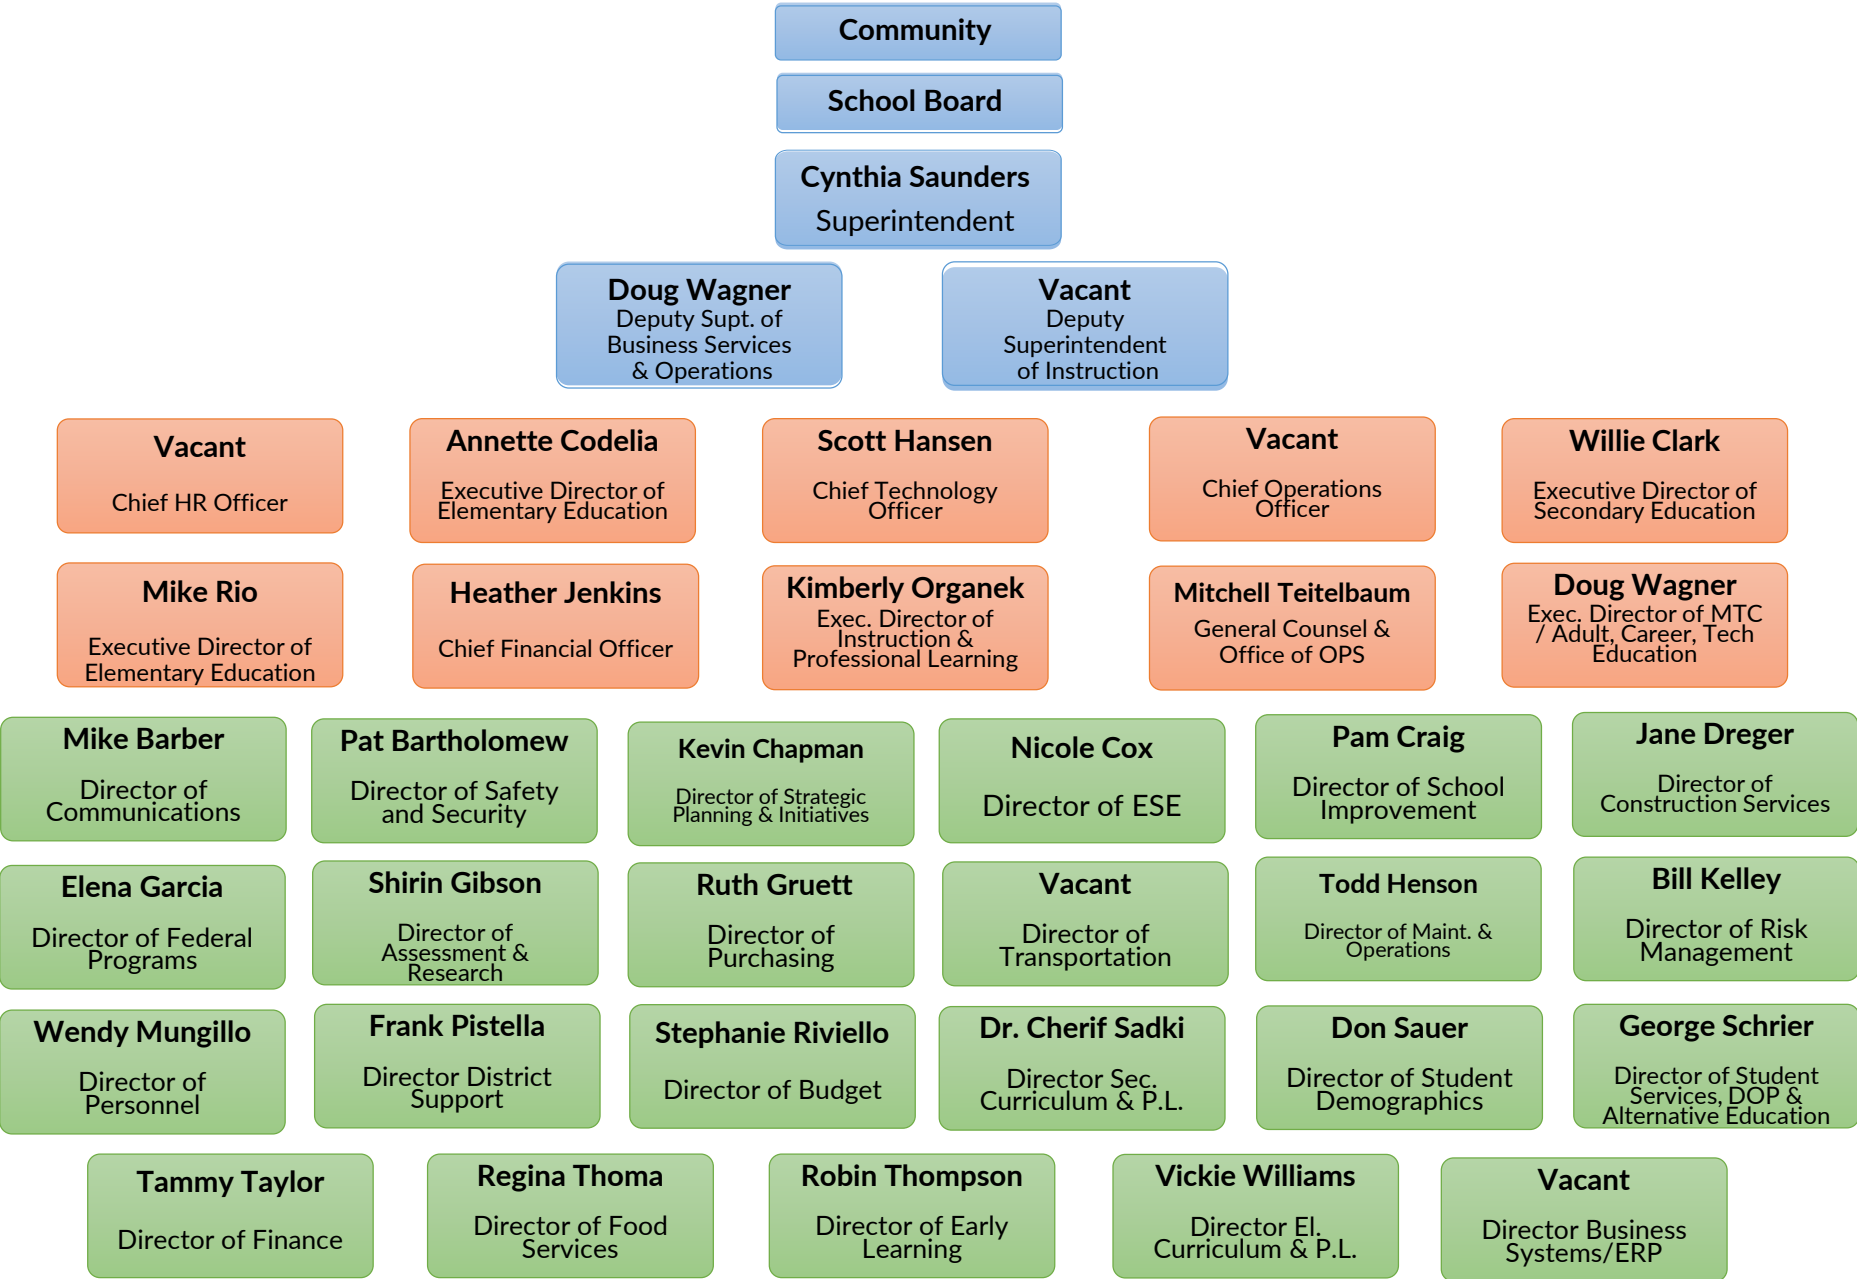 Community
School Board
Cynthia Saunders
Superintendent
Doug Wagner
Deputy Supt. of
Business Services
& Operations
Vacant
Deputy
Superintendent
of Instruction
Vacant
Chief HR Officer
Annette Codelia
Executive Director of
Elementary Education
Scott Hansen
Chief Technology
Officer
Vacant
Chief Operations
Officer
Willie Clark
Executive Director of
Secondary Education
Mike Rio
Executive Director of
Elementary Education
Heather Jenkins
Chief Financial Officer
Kimberly Organek
Exec. Director of
Instruction &
Professional Learning
Mitchell Teitelbaum
General Counsel &
Office of OPS
Doug Wagner
Exec. Director of MTC
/ Adult, Career, Tech
Education
Mike Barber
Director of
Communications
Pat Bartholomew
Director of Safety
and Security
Kevin Chapman
Director of Strategic
Planning & Initiatives
Nicole Cox
Director of ESE
Pam Craig
Director of School
Improvement
Jane Dreger
Director of
Construction Services
Elena Garcia
Director of Federal
Programs
Shirin Gibson
Director of
Assessment &
Research
Ruth Gruett
Director of
Purchasing
Vacant
Director of
Transportation
Todd Henson
Director of Maint. &
Operations
Bill Kelley
Director of Risk
Management
Wendy Mungillo
Director of
Personnel
Frank Pistella
Director District
Support
Stephanie Riviello
Director of Budget
Dr. Cherif Sadki
Director Sec.
Curriculum & P.L.
Don Sauer
Director of Student
Demographics
George Schrier
Director of Student
Services, DOP &
Alternative Education
Tammy Taylor
Director of Finance
Regina Thoma
Director of Food
Services
Robin Thompson
Director of Early
Learning
Vickie Williams
Director El.
Curriculum & P.L.
Vacant
Director Business
Systems/ERP